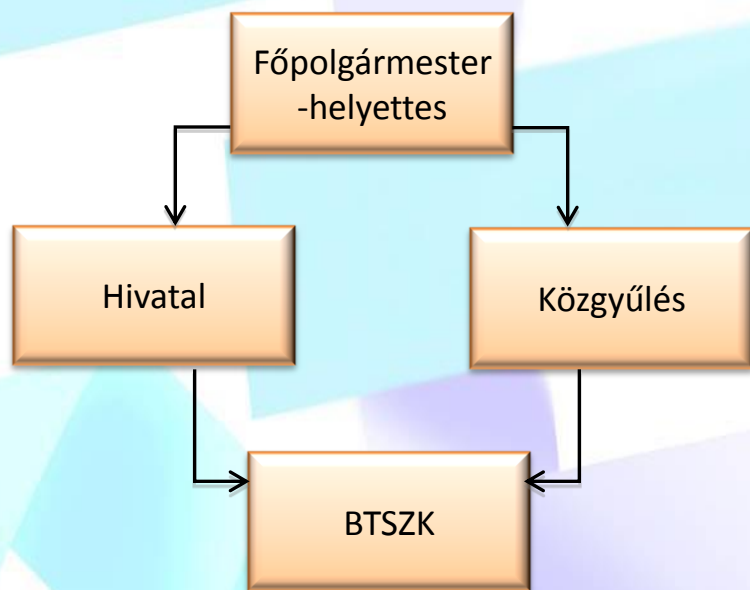 Főpolgármester
-helyettes
Hivatal
Közgyűlés
BTSZK